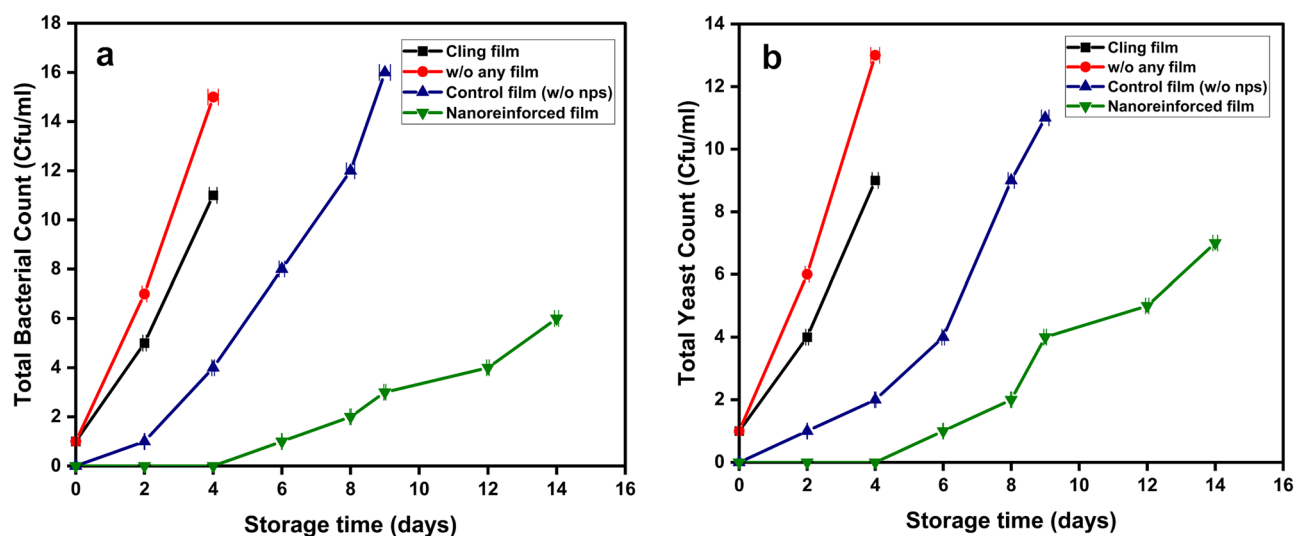 a
Cling film
w/o any film
Control film (w/o nps)
Nanoreinforced film
Total Bacterial Count (Cfu/ml)
18
16
14
12
10
8
6
4
2
0
0 2 4 6 8 10 12 14 16
Storage time (days)
b
Cling film
w/o any film
Control film (w/o nps)
Nanoreinforced film
Total Yeast Count (Cfu/ml)
14
12
10
8
6
4
2
0
0 2 4 6 8 10 12 14 16
Storage time (days)